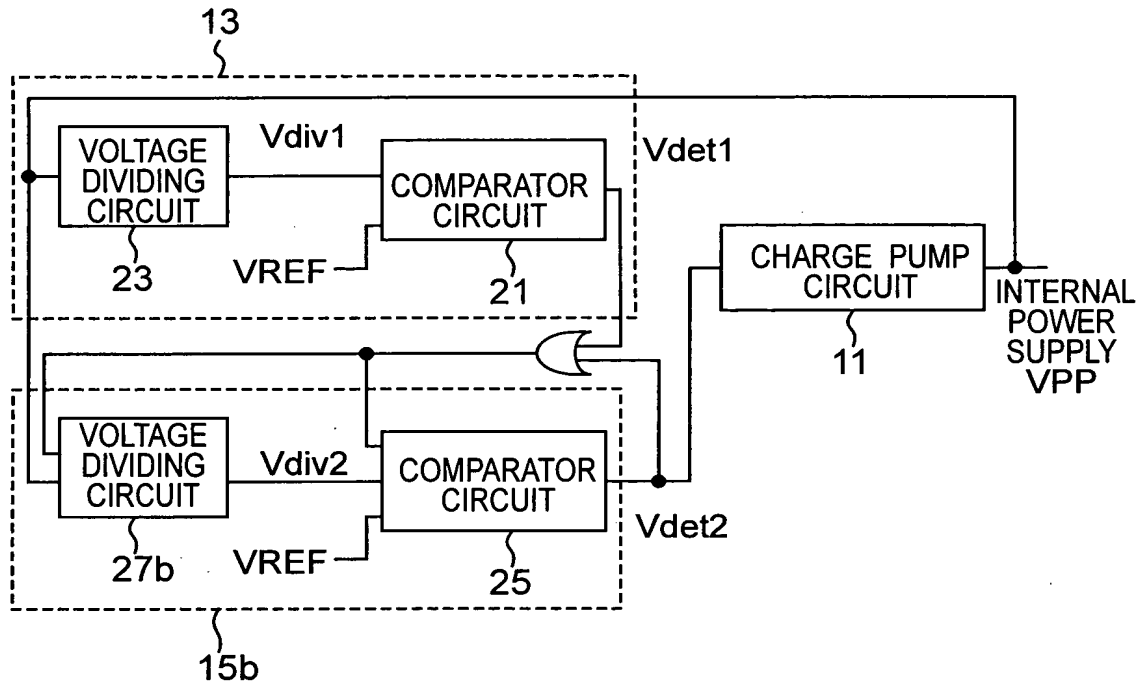 13
Vdiv1
Vdet1
VOLTAGE
DIVIDING
CIRCUIT
23
COMPARATOR
CIRCUIT
21
VREF
CHARGE PUMP
CIRCUIT
11
INTERNAL
POWER
SUPPLY
VPP
VOLTAGE
DIVIDING
CIRCUIT
27b
Vdiv2
COMPARATOR
CIRCUIT
25
VREF
Vdet2
15b